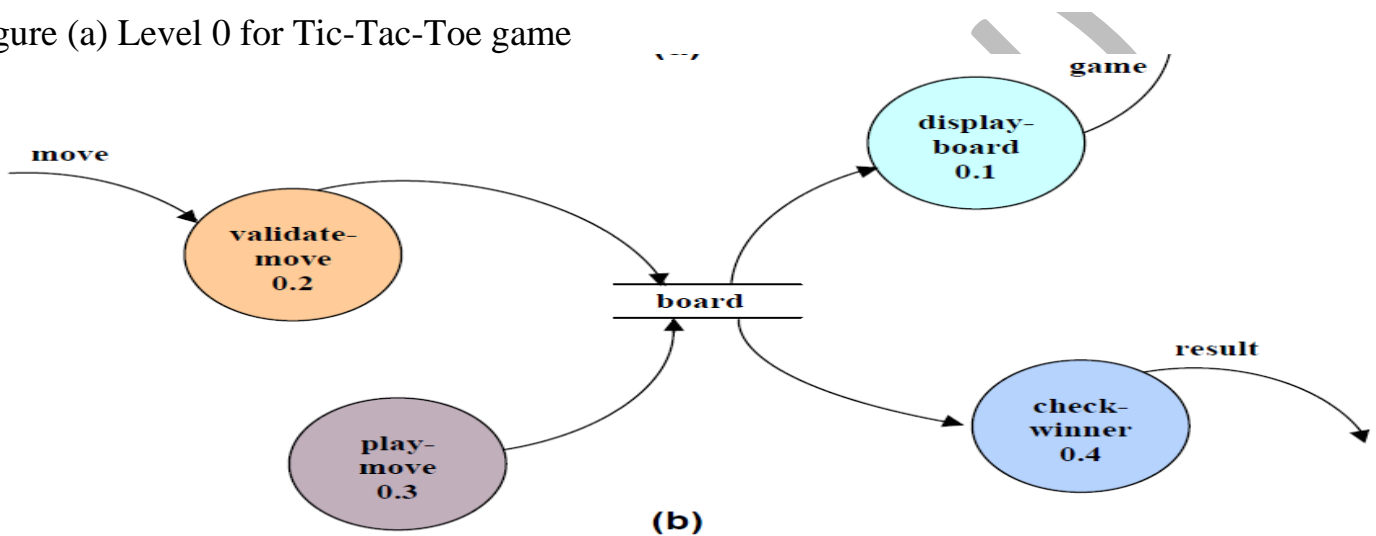 gure (a) Level 0 for Tic-Tac-Toe game
game
display-
board
0.1
move
validate-
move
0.2
board
result
check-
winner
0.4
play-
move
0.3
(b)